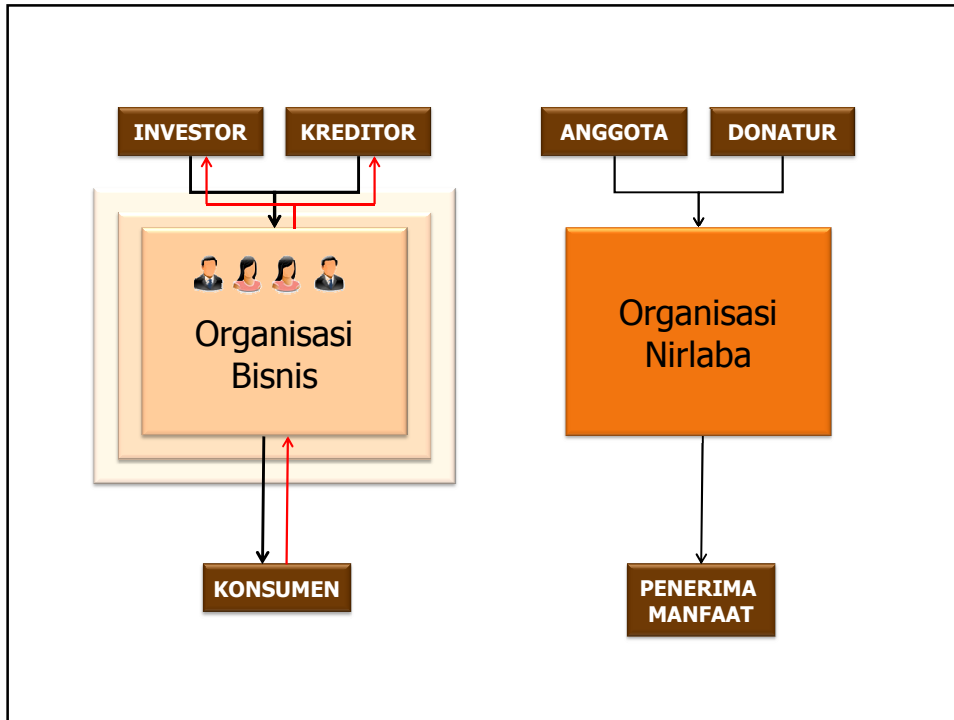 INVESTOR
KREDITOR
Organisasi
Bisnis
KONSUMEN
ANGGOTA
DONATUR
Organisasi
Nirlaba
PENERIMA
MANFAAT